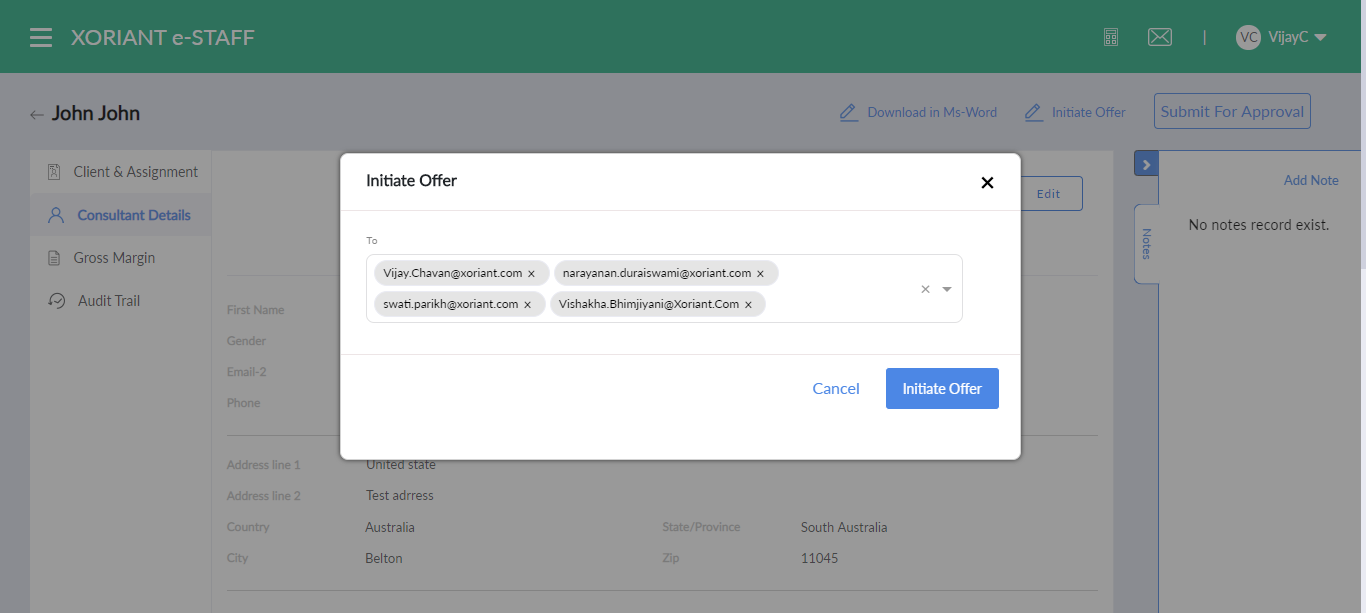 XORIANT e-STAFF
| VC VijayC
← John John
Download in Ms-Word Initiate Offer Submit For Approval
Client & Assignment
Consultant Details
Gross Margin
Audit Trail
Initiate Offer ×
To
Vijay.Chavan@xoriant.com × narayanan.duraiswami@xoriant.com ×
swati.parikh@xoriant.com × Vishakha.Bhimjiyani@Xoriant.Com ×
Cancel Initiate Offer
Edit
First Name
Gender
Email-2
Phone
Address line 1 United state
Address line 2 Test adrress
Country Australia State/Province South Australia
City Belton Zip 11045
Add Note
Notes
No notes record exist.